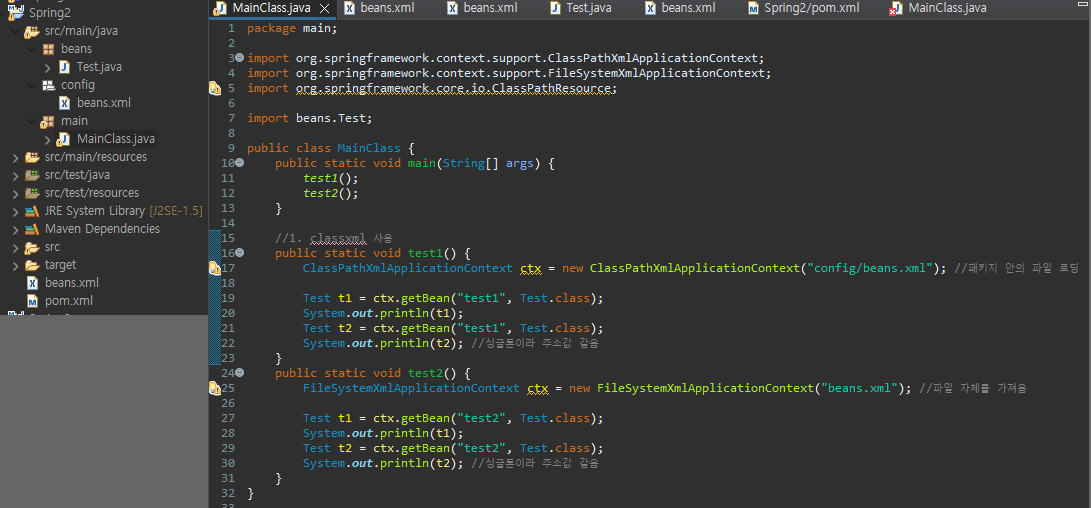 Spring2
src/main/java
beans
Test.java
config
beans.xml
main
MainClass.java
src/main/resources
src/test/java
src/test/resources
JRE System Library [J2SE-1.5]
Maven Dependencies
src
target
beans.xml
pom.xml
MainClass.java
beans.xml
beans.xml
Test.java
beans.xml
Spring2/pom.xml
MainClass.java
1 package main;
2
3 import org.springframework.context.support.ClassPathXmlApplicationContext;
4 import org.springframework.context.support.FileSystemXmlApplicationContext;
5 import org.springframework.core.io.ClassPathResource;
6
7 import beans.Test;
8
9 public class MainClass {
10 public static void main(String[] args) {
11 test1();
12 test2();
13 }
14
15 //1. classxml 사용
16 public static void test1() {
17 ClassPathXmlApplicationContext ctx = new ClassPathXmlApplicationContext("config/beans.xml"); //패키지 안의 파일 로딩
18
19 Test t1 = ctx.getBean("test1", Test.class);
20 System.out.println(t1);
21 Test t2 = ctx.getBean("test1", Test.class);
22 System.out.println(t2); //싱글톤이라 주소값 같음
23 }
24 public static void test2() {
25 FileSystemXmlApplicationContext ctx = new FileSystemXmlApplicationContext("beans.xml"); //파일 자체를 가져옴
26
27 Test t1 = ctx.getBean("test2", Test.class);
28 System.out.println(t1);
29 Test t2 = ctx.getBean("test2", Test.class);
30 System.out.println(t2); //싱글톤이라 주소값 같음
31 }
32 }
33